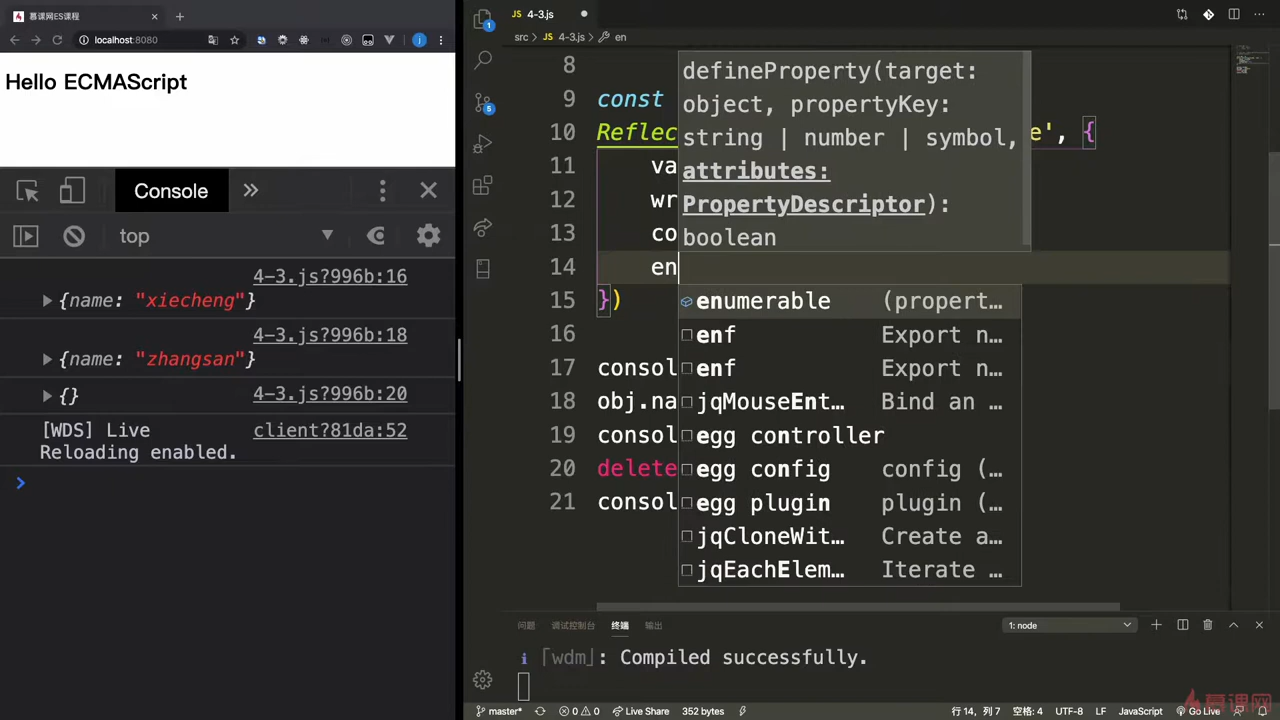 慕课网ES课程
localhost:8080
Hello ECMAScript
Console
top
4-3.js?996b:16
{name: "xiecheng"}
4-3.js?996b:18
{name: "zhangsan"}
{}
4-3.js?996b:20
[WDS] Live
client?81da:52
Reloading enabled.
JS 4-3.js
src > JS 4-3.js > en
8
9 const
10 Reflec e', {
11 va
12 wr
13 co
14 en
15 })
16
17 consol
18 obj.na
19 consol
20 delete
21 consol
defineProperty(target:
object, propertyKey:
string | number | symbol,
attributes:
PropertyDescriptor):
boolean
enumerable (propert…
enf Export n…
enf Export n…
jqMouseEnt… Bind an …
egg controller
egg config config (…
egg plugin plugin (…
jqCloneWit… Create a…
jqEachElem… Iterate …
1
5
问题 调试控制台 终端 输出
1: node
i ｢wdm｣: Compiled successfully.
master* 0 0 Live Share 352 bytes 行 14, 列 7 空格: 4 UTF-8 LF JavaScript Go Live
慕课网